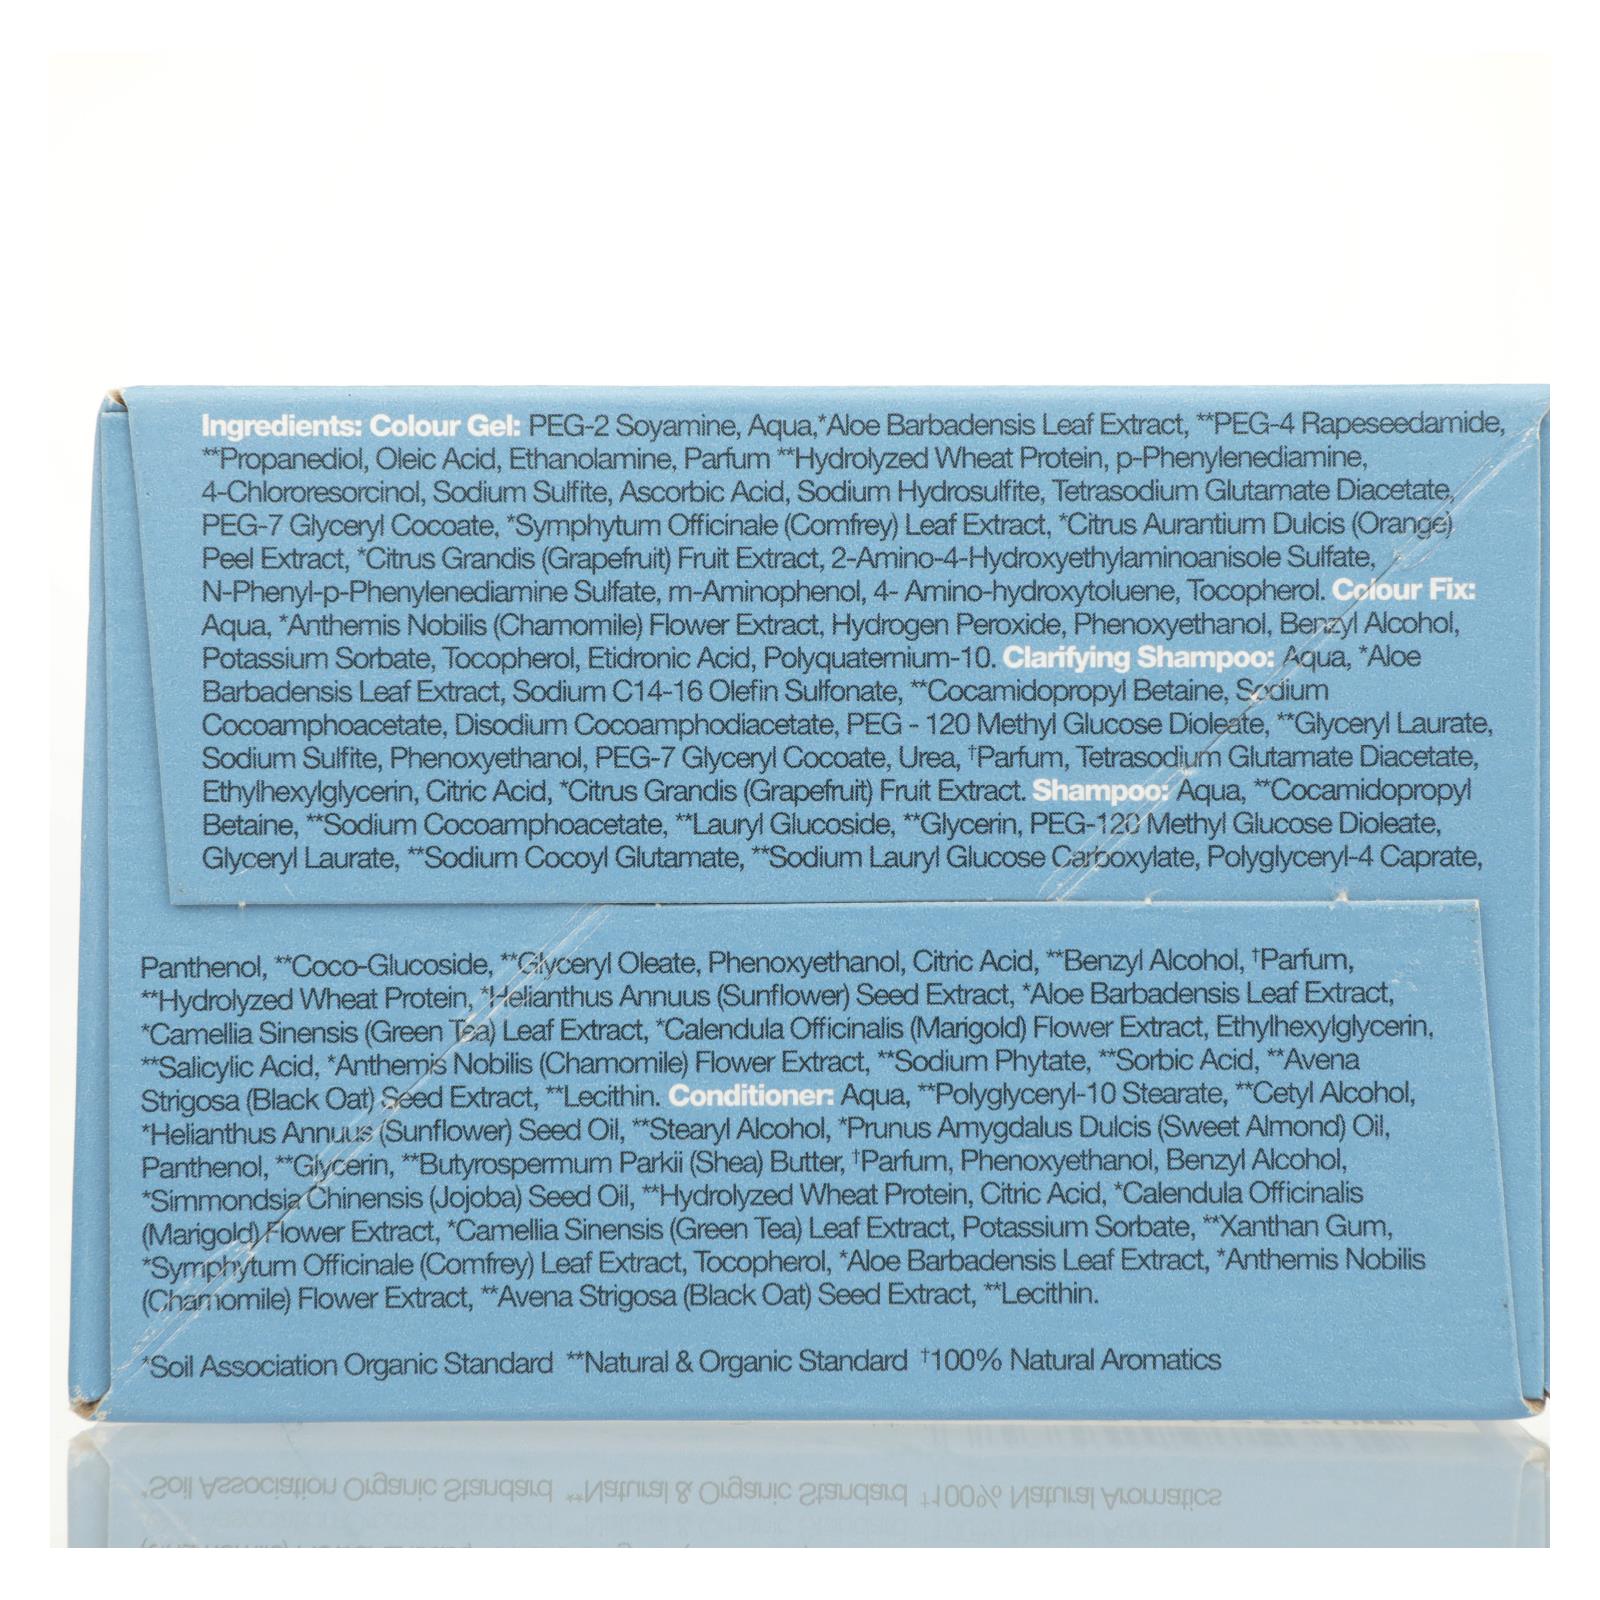 Ingredients: Colour Gel: PEG-2 Soyamine, Aqua,*Aloe Barbadensis Leaf Extract, **PEG-4 Rapeseedamide,
**Propanediol, Oleic Acid, Ethanolamine, Parfum **Hydrolyzed Wheat Protein, p-Phenylenediamine,
4-Chlororesorcinol, Sodium Sulfite, Ascorbic Acid, Sodium Hydrosulfite, Tetrasodium Glutamate Diacetate,
PEG-7 Glyceryl Cocoate, *Symphytum Officinale (Comfrey) Leaf Extract, *Citrus Aurantium Dulcis (Orange)
Peel Extract, *Citrus Grandis (Grapefruit) Fruit Extract, 2-Amino-4-Hydroxyethylaminoanisole Sulfate,
N-Phenyl-p-Phenylenediamine Sulfate, m-Aminophenol, 4- Amino-hydroxytoluene, Tocopherol. Colour Fix:
Aqua, *Anthemis Nobilis (Chamomile) Flower Extract, Hydrogen Peroxide, Phenoxyethanol, Benzyl Alcohol,
Potassium Sorbate, Tocopherol, Etidronic Acid, Polyquaternium-10. Clarifying Shampoo: Aqua, *Aloe
Barbadensis Leaf Extract, Sodium C14-16 Olefin Sulfonate, **Cocamidopropyl Betaine, Sodium
Cocoamphoacetate, Disodium Cocoamphodiacetate, PEG - 120 Methyl Glucose Dioleate, **Glyceryl Laurate,
Sodium Sulfite, Phenoxyethanol, PEG-7 Glyceryl Cocoate, Urea, †Parfum, Tetrasodium Glutamate Diacetate,
Ethylhexylglycerin, Citric Acid, *Citrus Grandis (Grapefruit) Fruit Extract. Shampoo: Aqua, **Cocamidopropyl
Betaine, **Sodium Cocoamphoacetate, **Lauryl Glucoside, **Glycerin, PEG-120 Methyl Glucose Dioleate,
Glyceryl Laurate, **Sodium Cocoyl Glutamate, **Sodium Lauryl Glucose Carboxylate, Polyglyceryl-4 Caprate,
Panthenol, **Coco-Glucoside, **Glyceryl Oleate, Phenoxyethanol, Citric Acid, **Benzyl Alcohol, †Parfum,
**Hydrolyzed Wheat Protein, *Helianthus Annuus (Sunflower) Seed Extract, *Aloe Barbadensis Leaf Extract,
*Camellia Sinensis (Green Tea) Leaf Extract, *Calendula Officinalis (Marigold) Flower Extract, Ethylhexylglycerin,
**Salicylic Acid, *Anthemis Nobilis (Chamomile) Flower Extract, **Sodium Phytate, **Sorbic Acid, **Avena
Strigosa (Black Oat) Seed Extract, **Lecithin. Conditioner: Aqua, **Polyglyceryl-10 Stearate, **Cetyl Alcohol,
*Helianthus Annuus (Sunflower) Seed Oil, **Stearyl Alcohol, *Prunus Amygdalus Dulcis (Sweet Almond) Oil,
Panthenol, **Glycerin, **Butyrospermum Parkii (Shea) Butter, †Parfum, Phenoxyethanol, Benzyl Alcohol,
*Simmondsia Chinensis (Jojoba) Seed Oil, **Hydrolyzed Wheat Protein, Citric Acid, *Calendula Officinalis
(Marigold) Flower Extract, *Camellia Sinensis (Green Tea) Leaf Extract, Potassium Sorbate, **Xanthan Gum,
*Symphytum Officinale (Comfrey) Leaf Extract, Tocopherol, *Aloe Barbadensis Leaf Extract, *Anthemis Nobilis
(Chamomile) Flower Extract, **Avena Strigosa (Black Oat) Seed Extract, **Lecithin.
*Soil Association Organic Standard **Natural & Organic Standard †100% Natural Aromatics